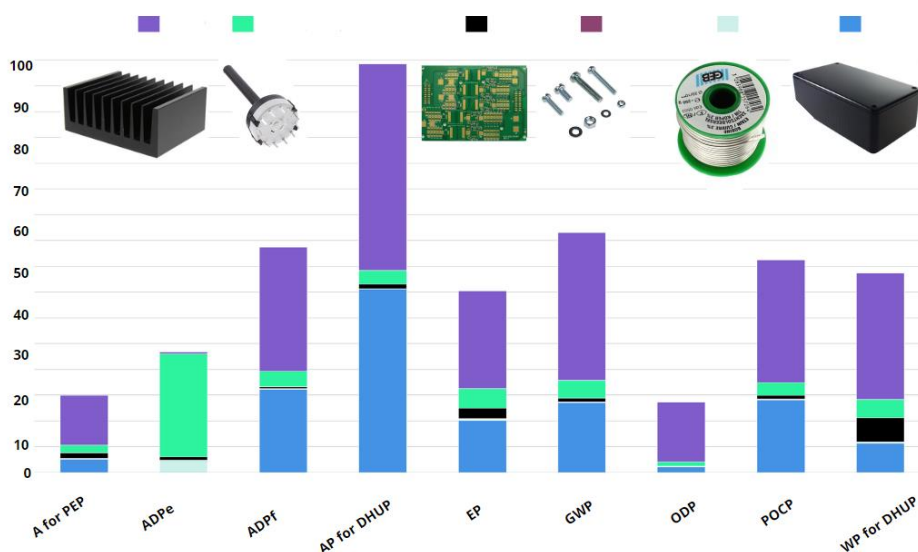 100
90
80
70
60
50
40
30
20
10
0
A for PEP
ADPe
ADPf
AP for DHUP
EP
GWP
ODP
POCP
WP for DHUP